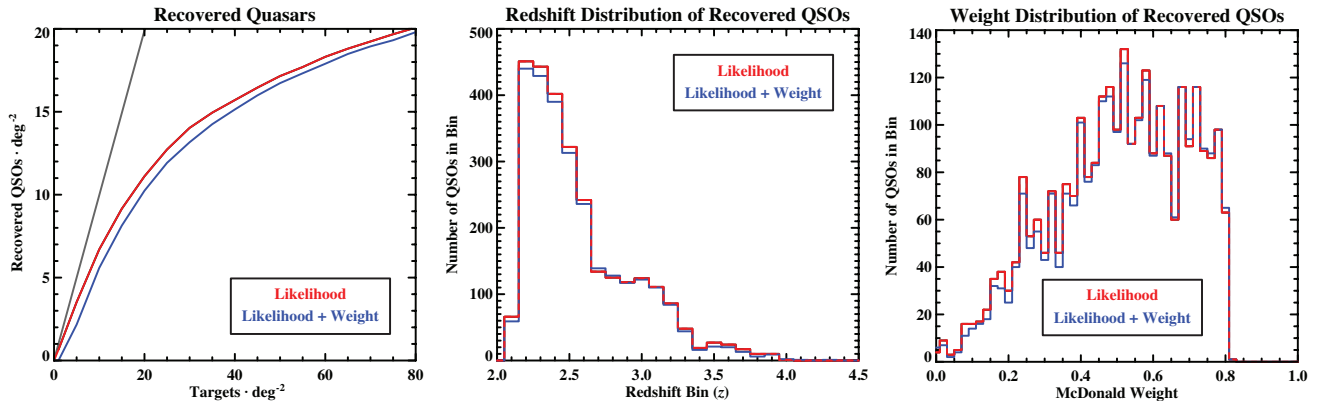 Recovered Quasars
Recovered QSOs · deg-2
20
15
10
5
0
0 20 40 60 80
Targets · deg-2
Likelihood
Likelihood + Weight
Redshift Distribution of Recovered QSOs
Number of QSOs in Bin
500
400
300
200
100
0
2.0 2.5 3.0 3.5 4.0 4.5
Redshift Bin (z)
Likelihood
Likelihood + Weight
Weight Distribution of Recovered QSOs
Number of QSOs in Bin
140
120
100
80
60
40
20
0
0.0 0.2 0.4 0.6 0.8 1.0
McDonald Weight
Likelihood
Likelihood + Weight